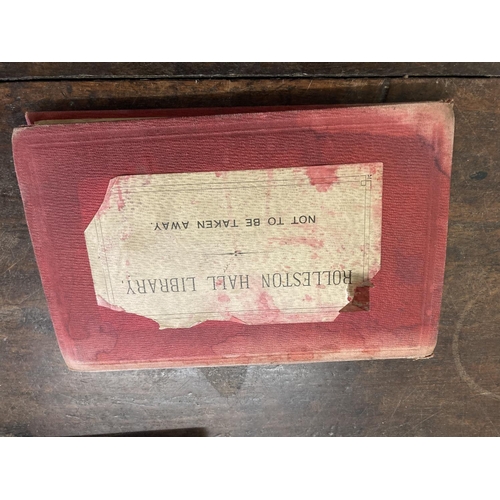 ROLLESTON HALL LIBRARY.
NOT TO BE TAKEN AWAY